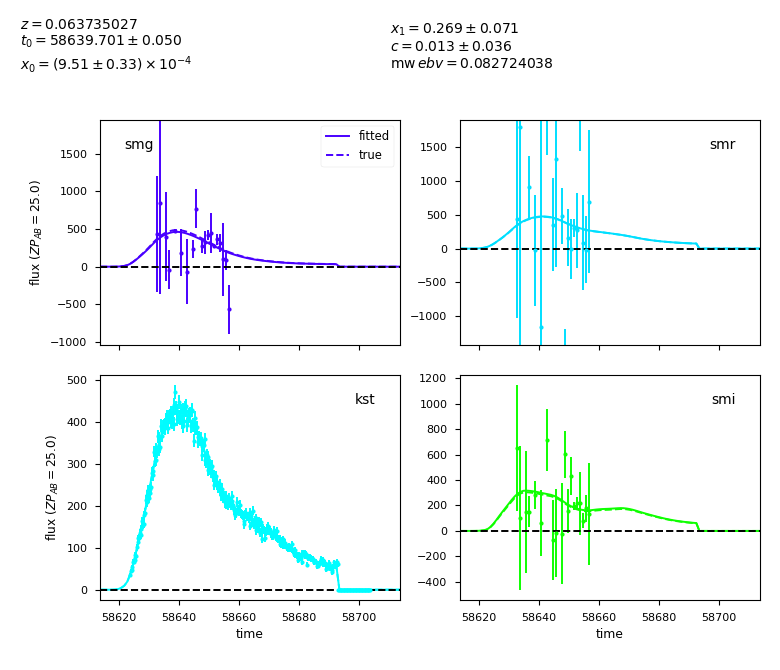 z = 0.063735027
t₀ = 58639.701 ± 0.050
x₀ = (9.51 ± 0.33) × 10⁻⁴
x₁ = 0.269 ± 0.071
c = 0.013 ± 0.036
mw ebv = 0.082724038
smg
fitted
true
1500
1000
500
0
−500
−1000
flux (ZP_AB = 25.0)
smr
1500
1000
500
0
−500
−1000
kst
500
400
300
200
100
0
flux (ZP_AB = 25.0)
58620 58640 58660 58680 58700
time
smi
1200
1000
800
600
400
200
0
−200
−400
58620 58640 58660 58680 58700
time